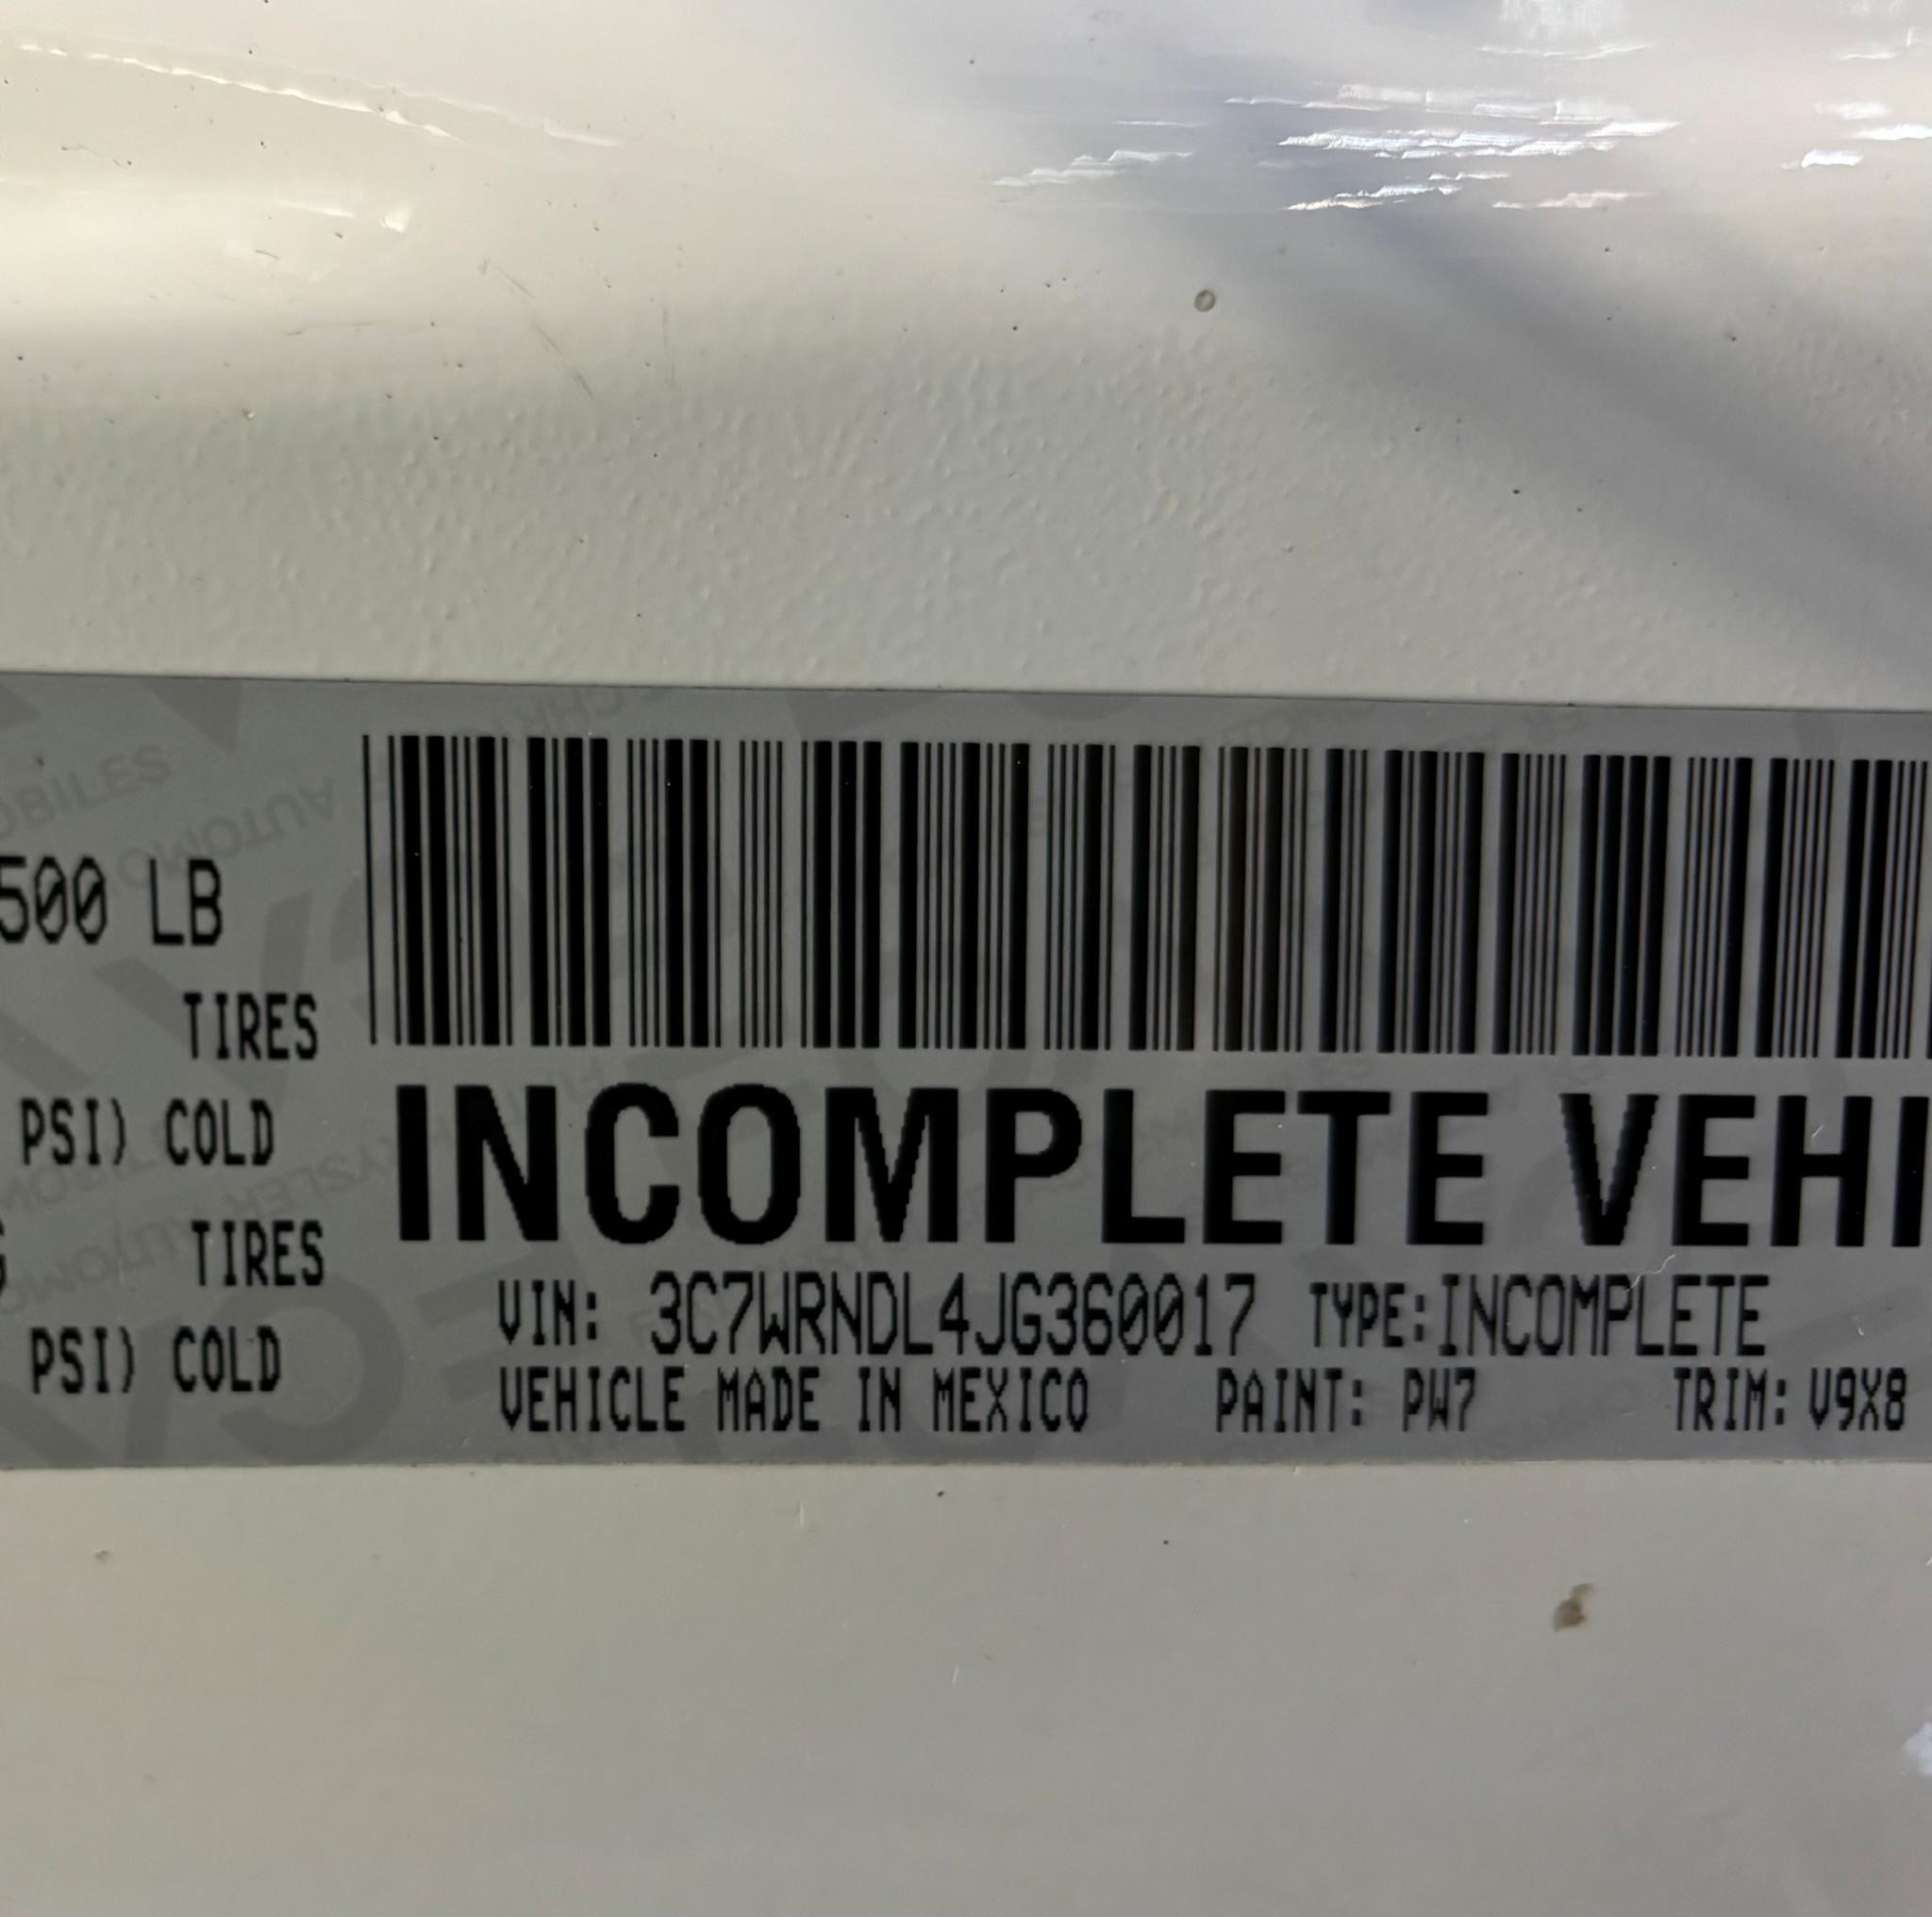 500 LB
TIRES
PSI) COLD
TIRES
PSI) COLD
INCOMPLETE VEHI
VIN: 3C7WRNDL4JG360017 TYPE:INCOMPLETE
VEHICLE MADE IN MEXICO PAINT: PW7 TRIM: V9X8